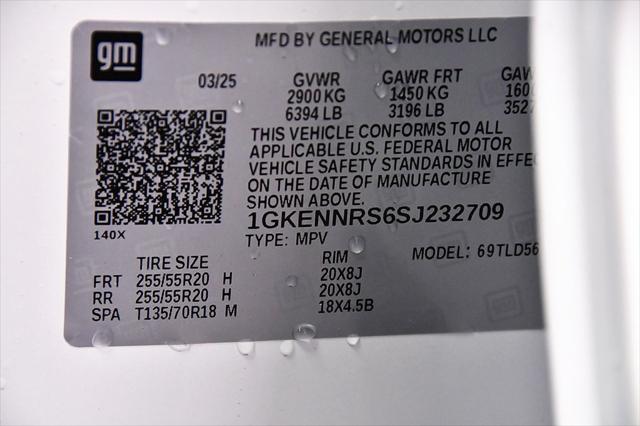 gm
MFD BY GENERAL MOTORS LLC
03/25 GVWR GAWR FRT
2900 KG 1450 KG
6394 LB 3196 LB
THIS VEHICLE CONFORMS TO ALL
APPLICABLE U.S. FEDERAL MOTOR
VEHICLE SAFETY STANDARDS IN
ON THE DATE OF MANUFACTURE
SHOWN ABOVE.
1GKENNRS6SJ232709
140X
TYPE: MPV
MODEL: 69TLD56
TIRE SIZE RIM
FRT 255/55R20 H 20X8J
RR 255/55R20 H 20X8J
SPA T135/70R18 M 18X4.5B